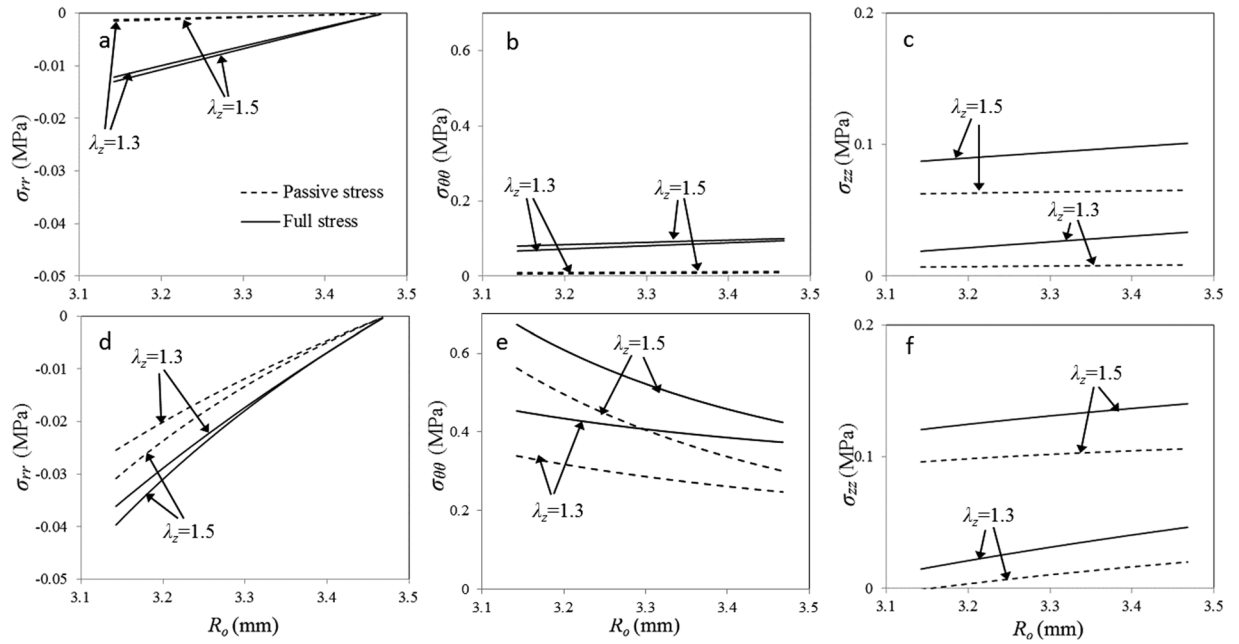 a
σrr (MPa)
0
-0.01
-0.02
-0.03
-0.04
-0.05
λz=1.5
λz=1.3
Passive stress
Full stress
3.1 3.2 3.3 3.4 3.5
b
σθθ (MPa)
0.6
0.4
0.2
0
λz=1.3
λz=1.5
3.1 3.2 3.3 3.4 3.5
c
σzz (MPa)
0.2
0.1
0
λz=1.5
λz=1.3
3.1 3.2 3.3 3.4 3.5
d
σrr (MPa)
0
-0.01
-0.02
-0.03
-0.04
-0.05
λz=1.3
λz=1.5
3.1 3.2 3.3 3.4 3.5
Ro (mm)
e
σθθ (MPa)
0.6
0.4
0.2
0
λz=1.5
λz=1.3
3.1 3.2 3.3 3.4 3.5
Ro (mm)
f
σzz (MPa)
0.2
0.1
0
λz=1.5
λz=1.3
3.1 3.2 3.3 3.4 3.5
Ro (mm)